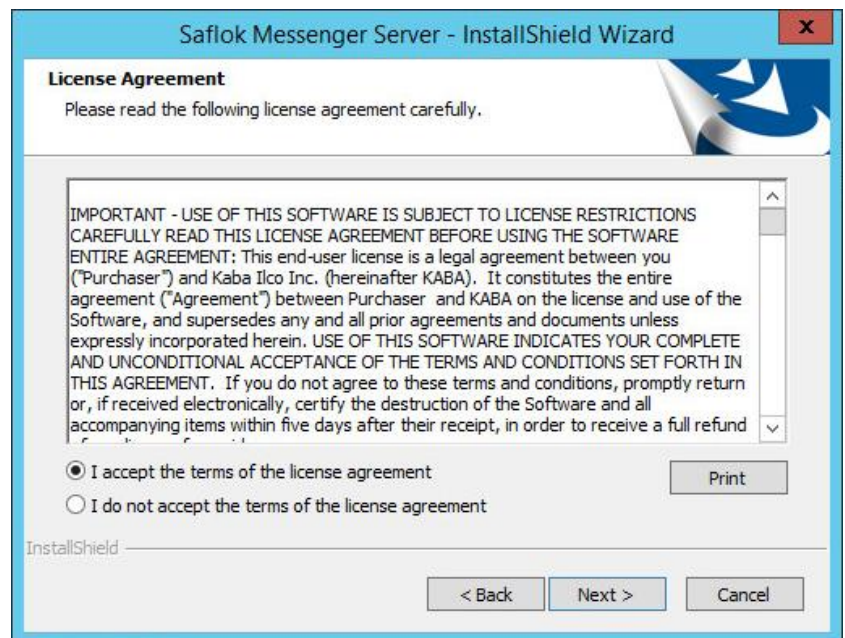 Saflok Messenger Server - InstallShield Wizard
x
License Agreement
Please read the following license agreement carefully.
IMPORTANT - USE OF THIS SOFTWARE IS SUBJECT TO LICENSE RESTRICTIONS
CAREFULLY READ THIS LICENSE AGREEMENT BEFORE USING THE SOFTWARE
ENTIRE AGREEMENT: This end-user license is a legal agreement between you
("Purchaser") and Kaba Ilco Inc. (hereinafter KABA). It constitutes the entire
agreement ("Agreement") between Purchaser and KABA on the license and use of the
Software, and supersedes any and all prior agreements and documents unless
expressly incorporated herein. USE OF THIS SOFTWARE INDICATES YOUR COMPLETE
AND UNCONDITIONAL ACCEPTANCE OF THE TERMS AND CONDITIONS SET FORTH IN
THIS AGREEMENT. If you do not agree to these terms and conditions, promptly return
or, if received electronically, certify the destruction of the Software and all
accompanying items within five days after their receipt, in order to receive a full refund
I accept the terms of the license agreement
Print
I do not accept the terms of the license agreement
InstallShield
< Back Next > Cancel